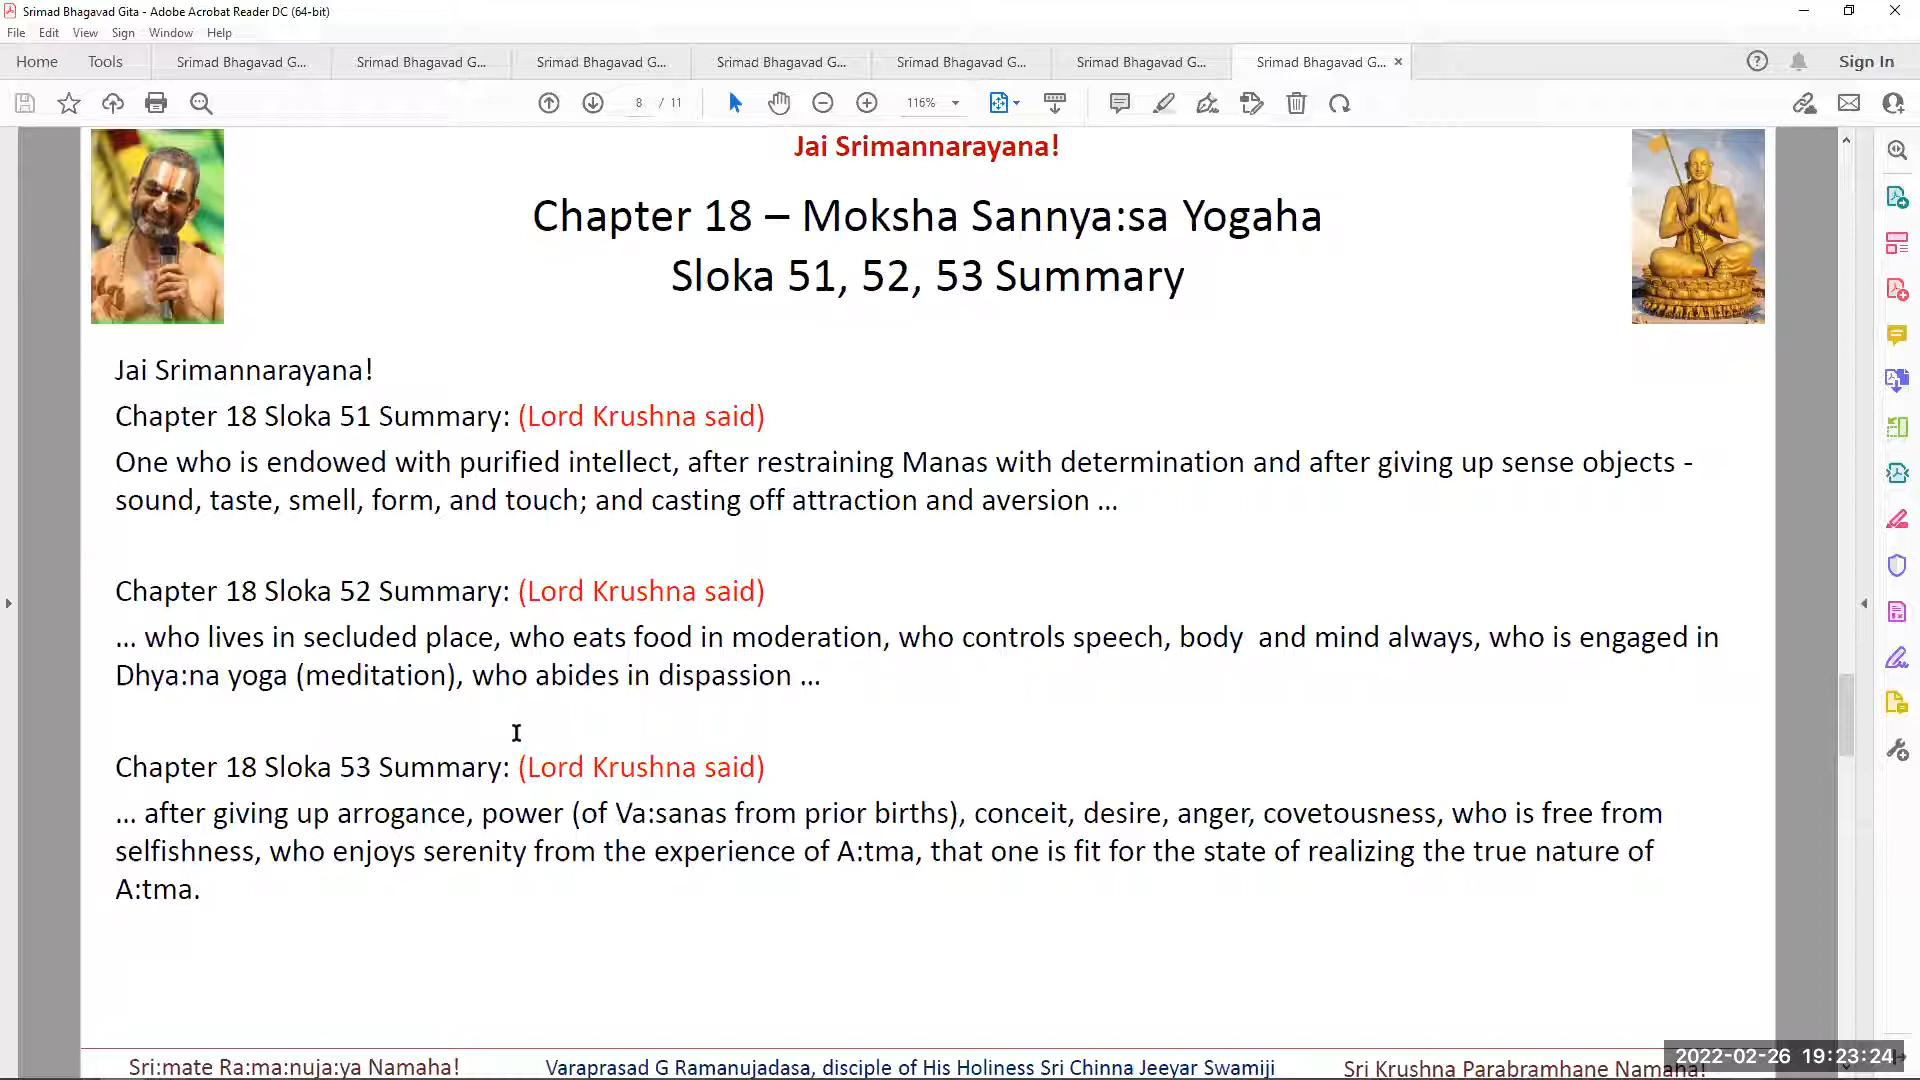 Srimad Bhagavad Gita - Adobe Acrobat Reader DC (64-bit)
File Edit View Sign Window Help
Home Tools Srimad Bhagavad G... Srimad Bhagavad G... Srimad Bhagavad G... Srimad Bhagavad G... Srimad Bhagavad G... Srimad Bhagavad G... Srimad Bhagavad G... Sign In
8 / 11 116%
Jai Srimannarayana!
Chapter 18 – Moksha Sannya:sa Yogaha
Sloka 51, 52, 53 Summary
Jai Srimannarayana!
Chapter 18 Sloka 51 Summary: (Lord Krushna said)
One who is endowed with purified intellect, after restraining Manas with determination and after giving up sense objects -
sound, taste, smell, form, and touch; and casting off attraction and aversion ...
Chapter 18 Sloka 52 Summary: (Lord Krushna said)
... who lives in secluded place, who eats food in moderation, who controls speech, body and mind always, who is engaged in
Dhya:na yoga (meditation), who abides in dispassion ...
Chapter 18 Sloka 53 Summary: (Lord Krushna said)
... after giving up arrogance, power (of Va:sanas from prior births), conceit, desire, anger, covetousness, who is free from
selfishness, who enjoys serenity from the experience of A:tma, that one is fit for the state of realizing the true nature of
A:tma.
Sri:mate Ra:ma:nuja:ya Namaha! Varaprasad G Ramanujadasa, disciple of His Holiness Sri Chinna Jeeyar Swamiji Sri Krushna Parabramhane Namaha!
2022-02-26 19:23:24